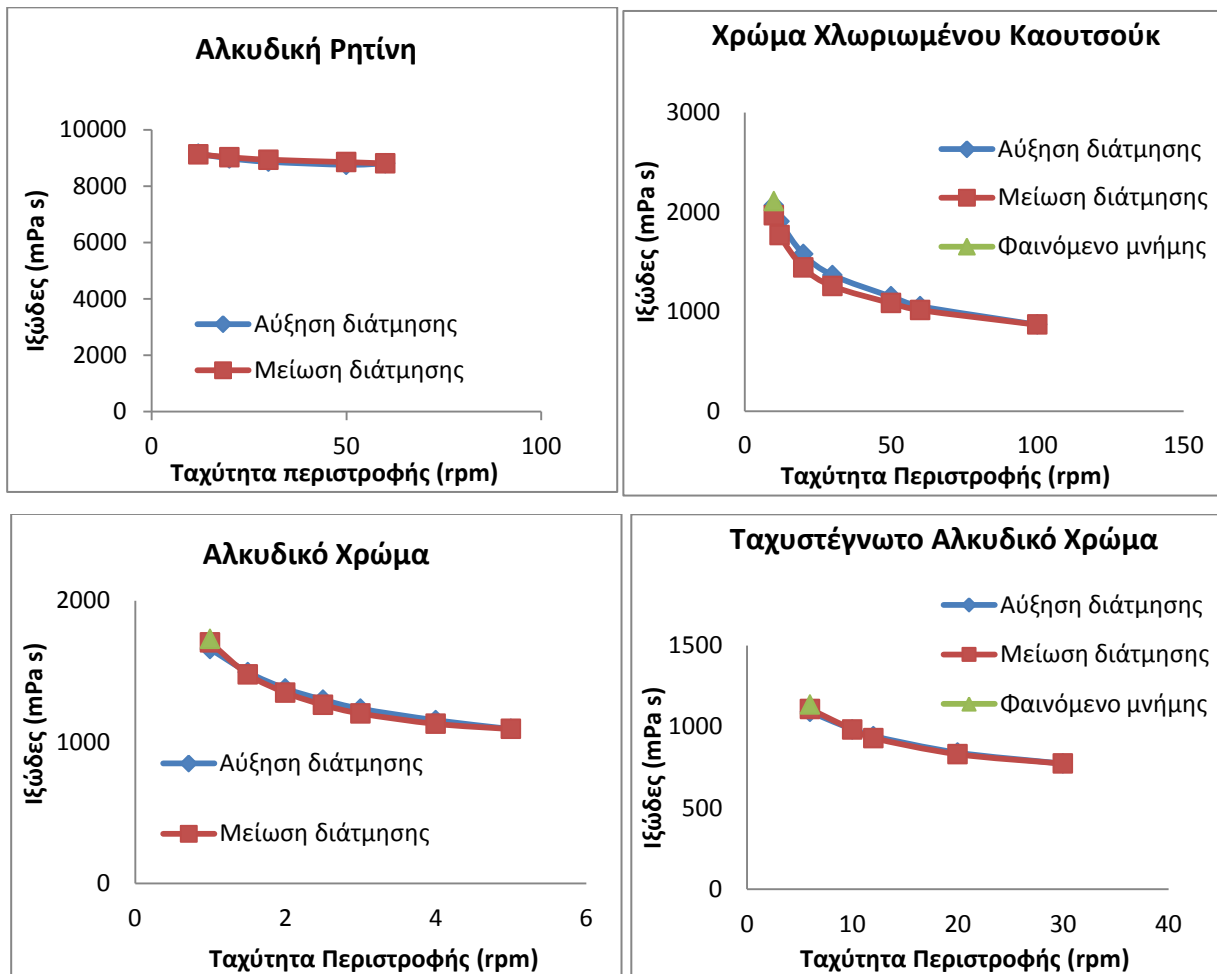 Αλκυδική Ρητίνη
Ιξώδες (mPa s)
10000
8000
6000
4000
2000
0
Αύξηση διάτμησης
Μείωση διάτμησης
0 50 100
Ταχύτητα περιστροφής (rpm)
Χρώμα Χλωριωμένου Καουτσούκ
Ιξώδες (mPa s)
3000
2000
1000
0
Αύξηση διάτμησης
Μείωση διάτμησης
Φαινόμενο μνήμης
0 50 100 150
Ταχύτητα Περιστροφής (rpm)
Αλκυδικό Χρώμα
Ιξώδες (mPa s)
2000
1000
0
Αύξηση διάτμησης
Μείωση διάτμησης
0 2 4 6
Ταχύτητα Περιστροφής (rpm)
Ταχυστέγνωτο Αλκυδικό Χρώμα
Ιξώδες (mPa s)
1500
1000
500
0
Αύξηση διάτμησης
Μείωση διάτμησης
Φαινόμενο μνήμης
0 10 20 30 40
Ταχύτητα Περιστροφής (rpm)